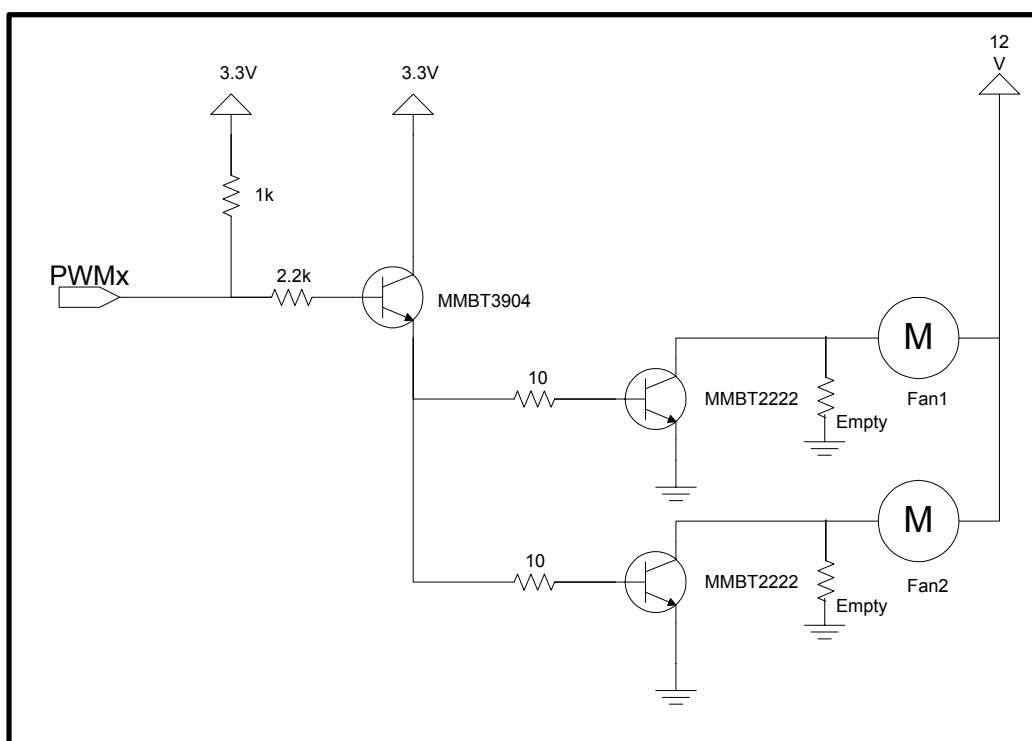 12
V
3.3V
3.3V
1k
PWMx
2.2k
MMBT3904
M
10
MMBT2222
Fan1
Empty
M
10
MMBT2222
Fan2
Empty